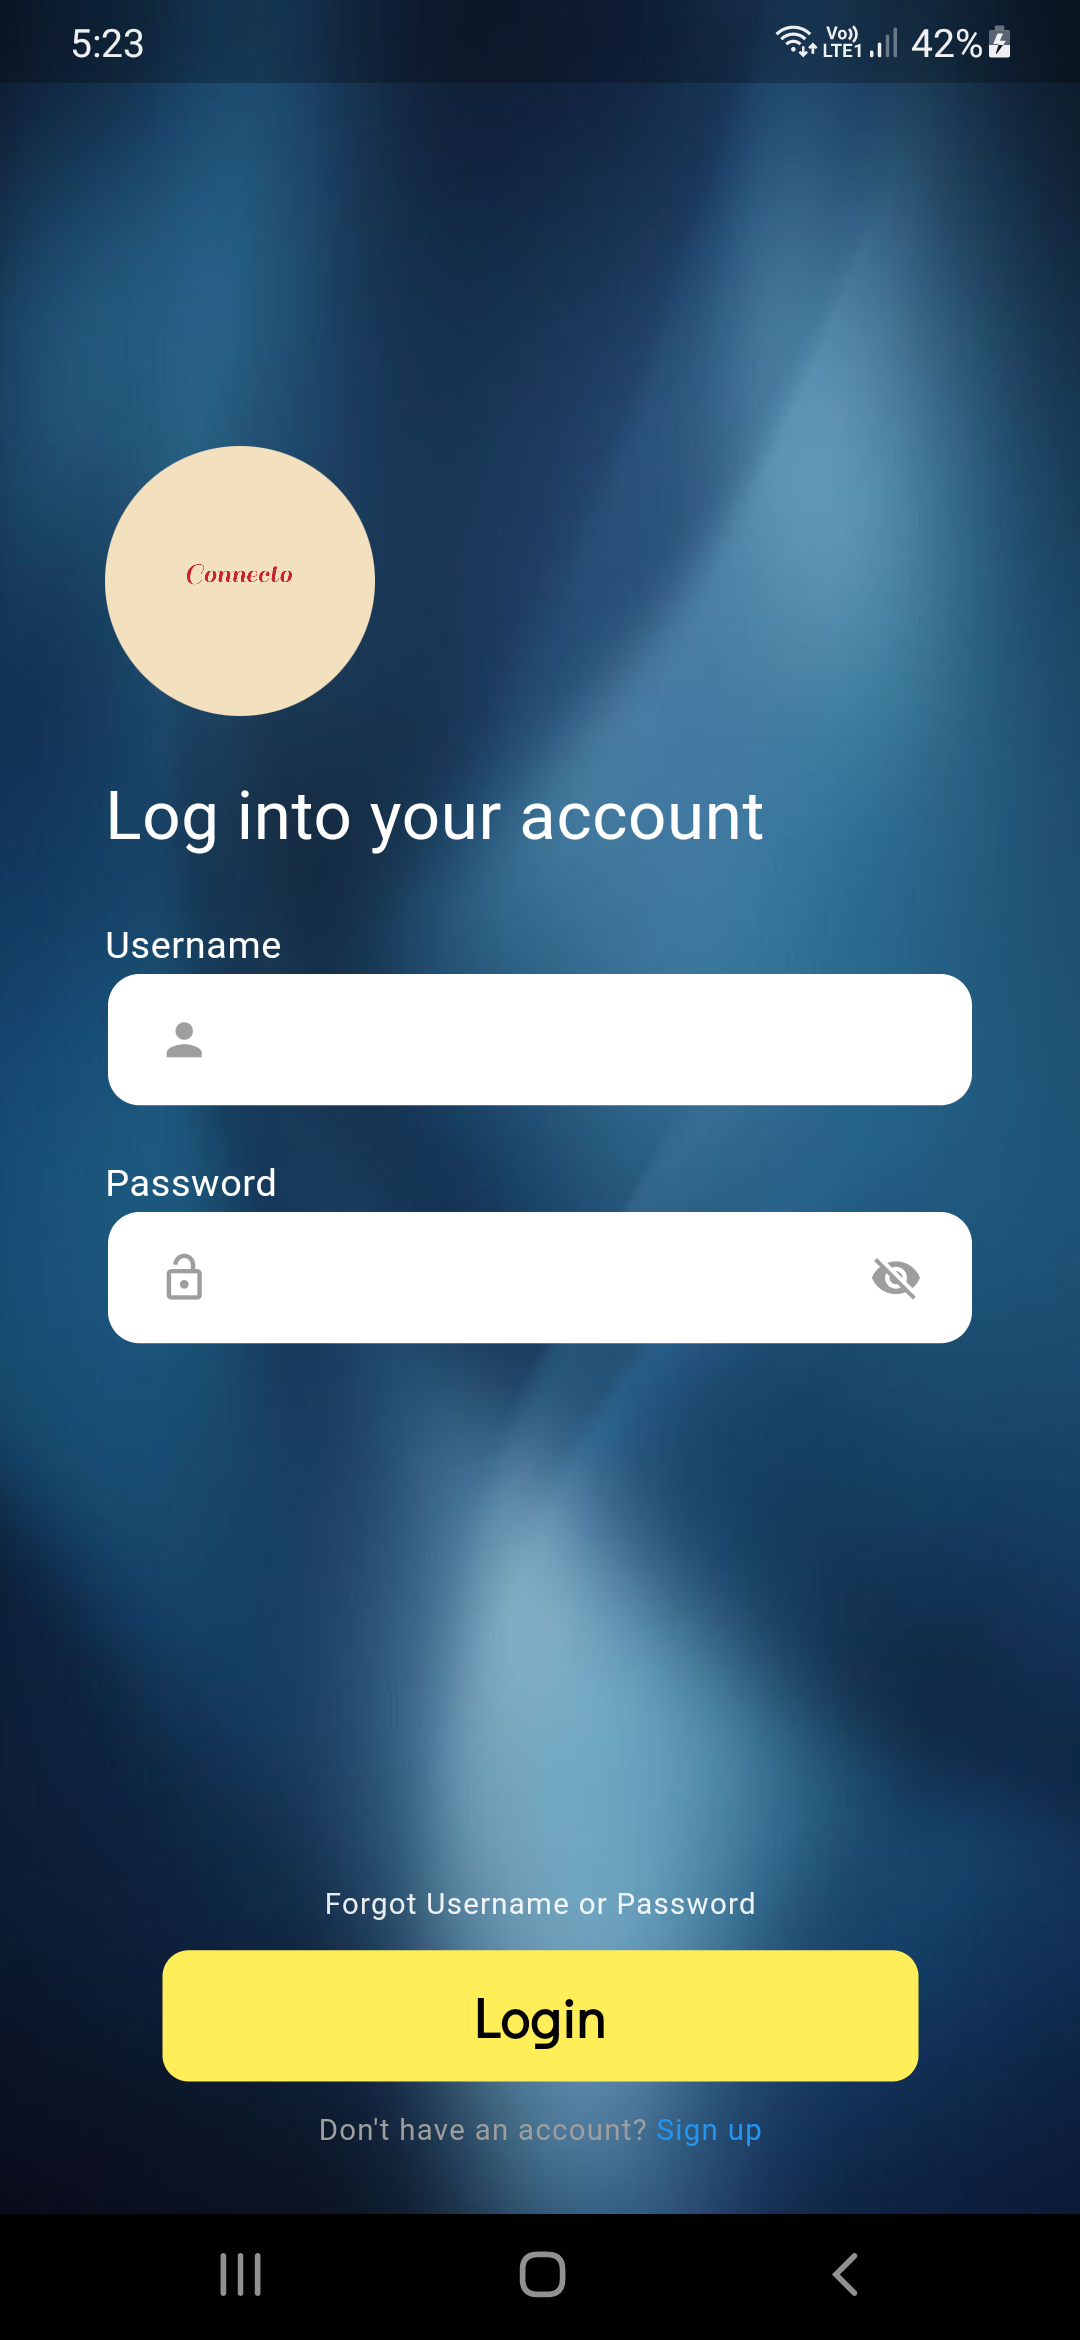 5:23 Vo)) LTE1 42%
Connecto
Log into your account
Username
Password
Forgot Username or Password
Login
Don't have an account? Sign up